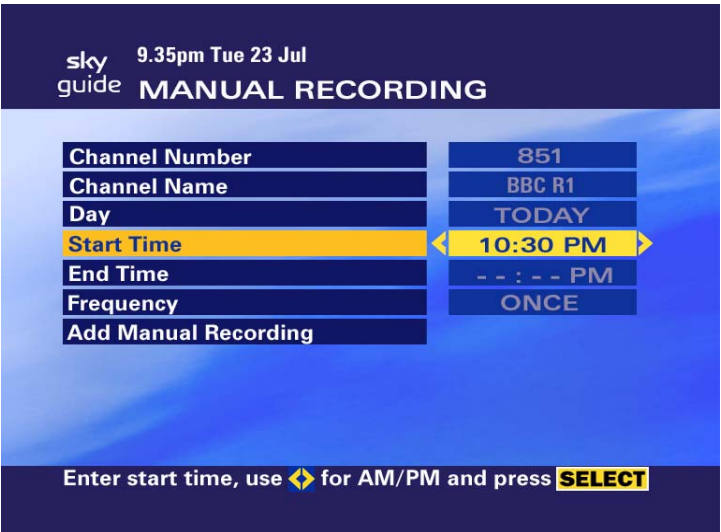 sky guide
9.35pm Tue 23 Jul
MANUAL RECORDING
Channel Number 851
Channel Name BBC R1
Day TODAY
Start Time 10:30 PM
End Time - - : - - PM
Frequency ONCE
Add Manual Recording
Enter start time, use for AM/PM and press SELECT